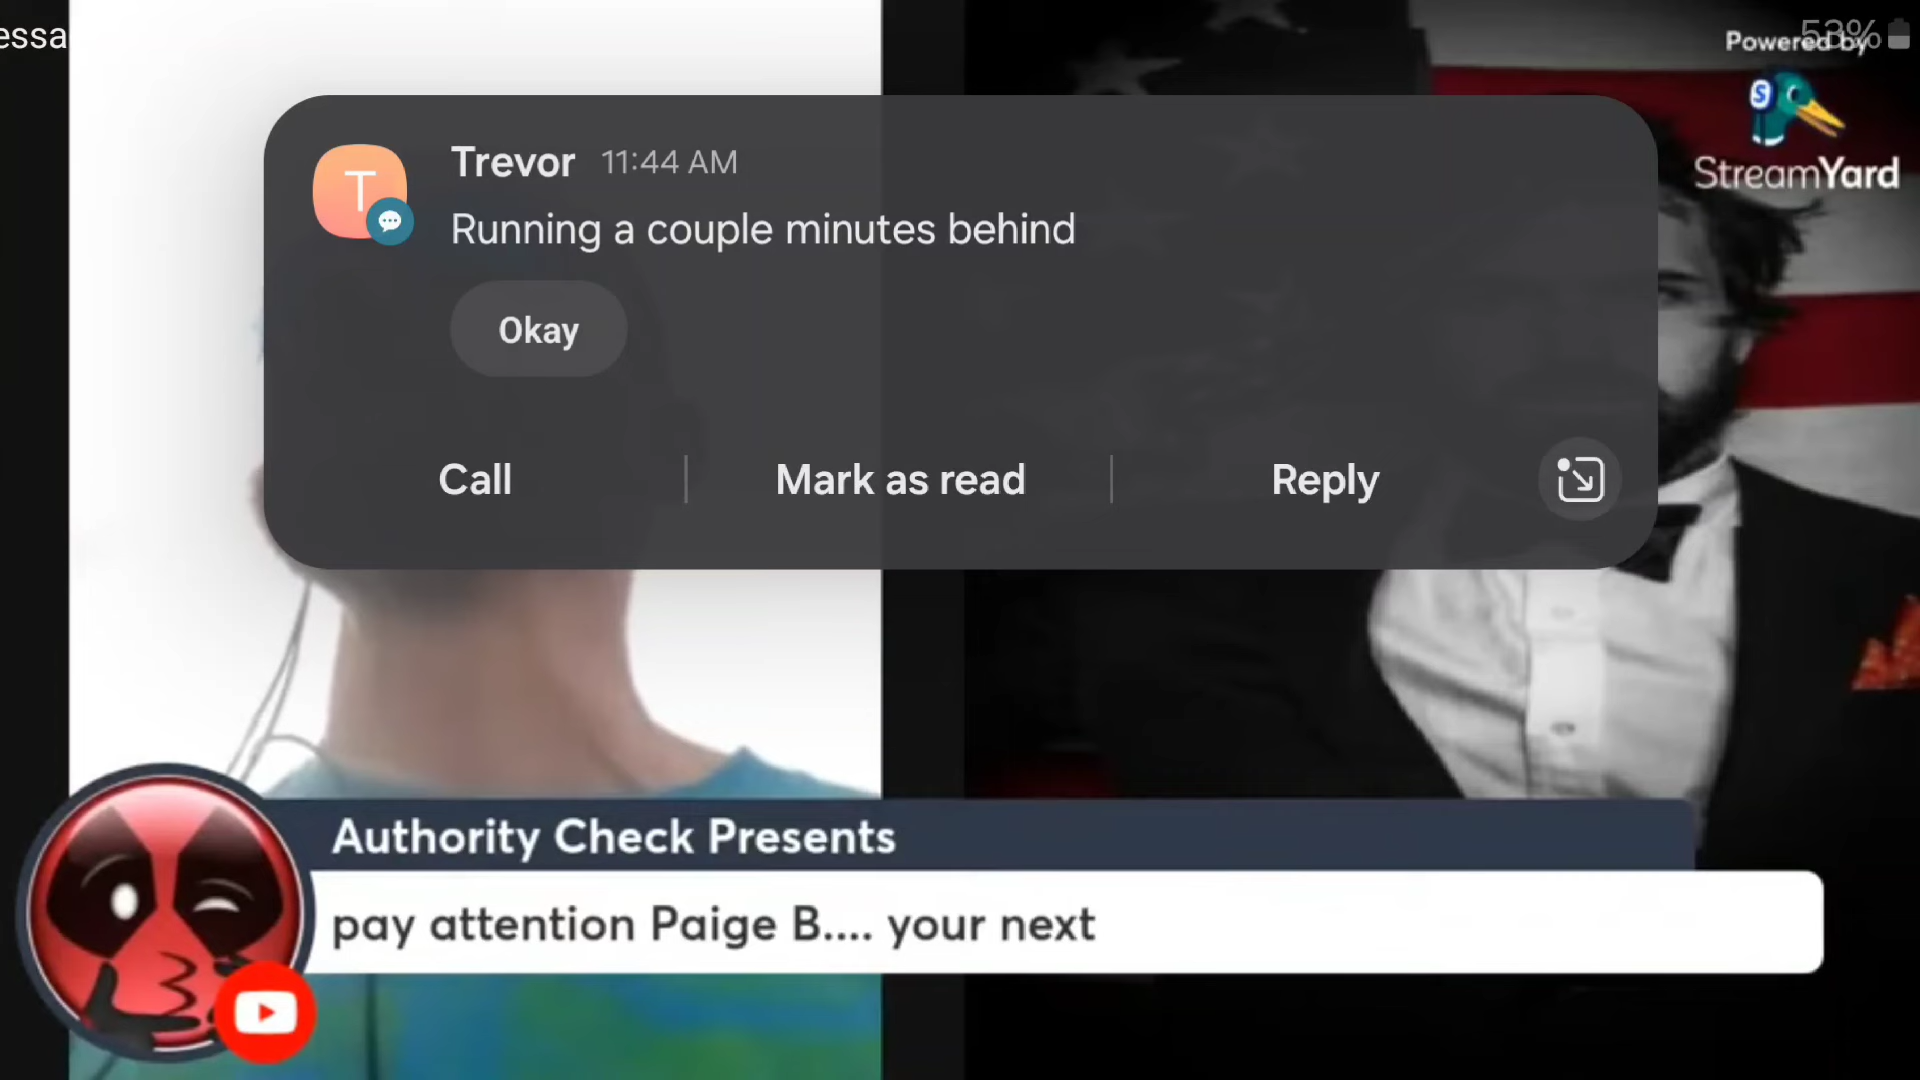 essa
53%
Powered by
S
StreamYard
T
Trevor 11:44 AM
Running a couple minutes behind
Okay
Call
Mark as read
Reply
Authority Check Presents
pay attention Paige B.... your next